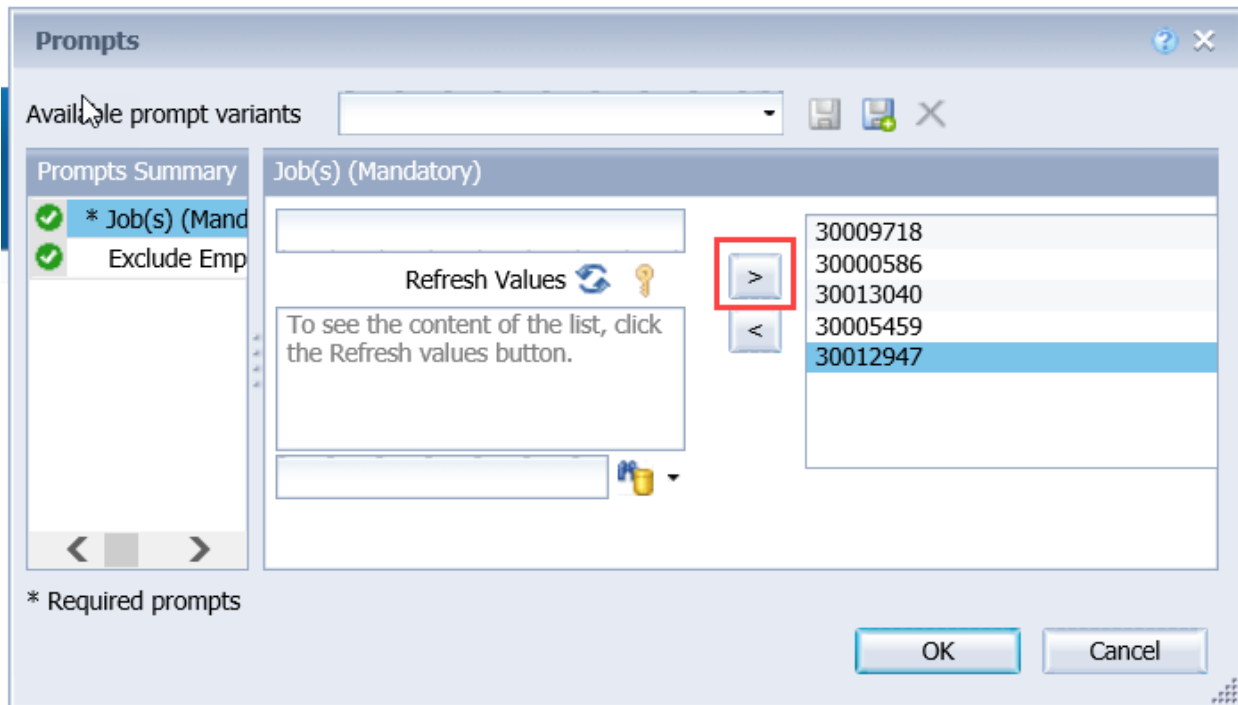 Prompts
Available prompt variants
Prompts Summary
* Job(s) (Mand
Exclude Emp
Job(s) (Mandatory)
Refresh Values
To see the content of the list, click
the Refresh values button.
>
<
30009718
30000586
30013040
30005459
30012947
* Required prompts
OK
Cancel